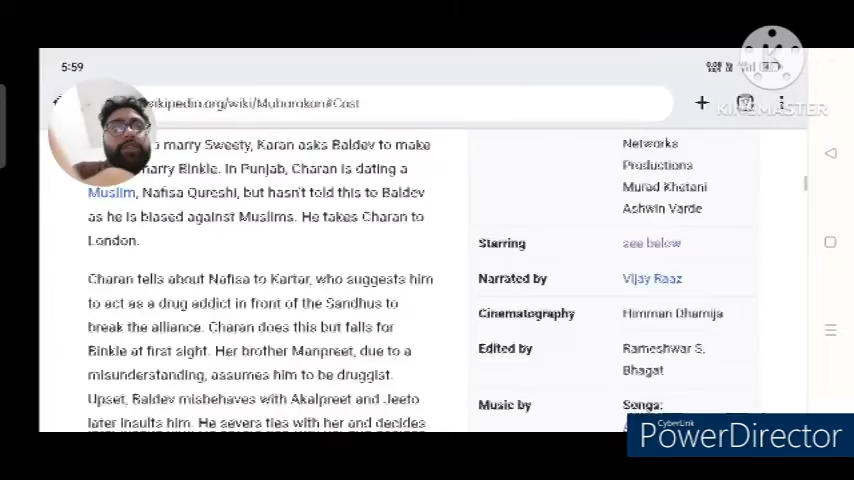 5:59
KINEMASTER
wikipedia.org/wiki/Mubarakan#Cast
marry Sweety, Karan asks Baldev to make
marry Binkle. In Punjab, Charan is dating a
Muslim, Nafisa Qureshi, but hasn't told this to Baldev
as he is biased against Muslims. He takes Charan to
London.
Charan tells about Nafisa to Kartar, who suggests him
to act as a drug addict in front of the Sandhus to
break the alliance. Charan does this but falls for
Binkle at first sight. Her brother Manpreet, due to a
misunderstanding, assumes him to be druggist.
Upset, Baldev misbehaves with Akalpreet and Jeeto
later insults him. He severs ties with her and decides
Networks
Productions
Murad Khetani
Ashwin Varde
Starring see below
Narrated by Vijay Raaz
Cinematography Himman Dhamija
Edited by Rameshwar S.
Bhagat
Music by Songs:
CyberLink
PowerDirector